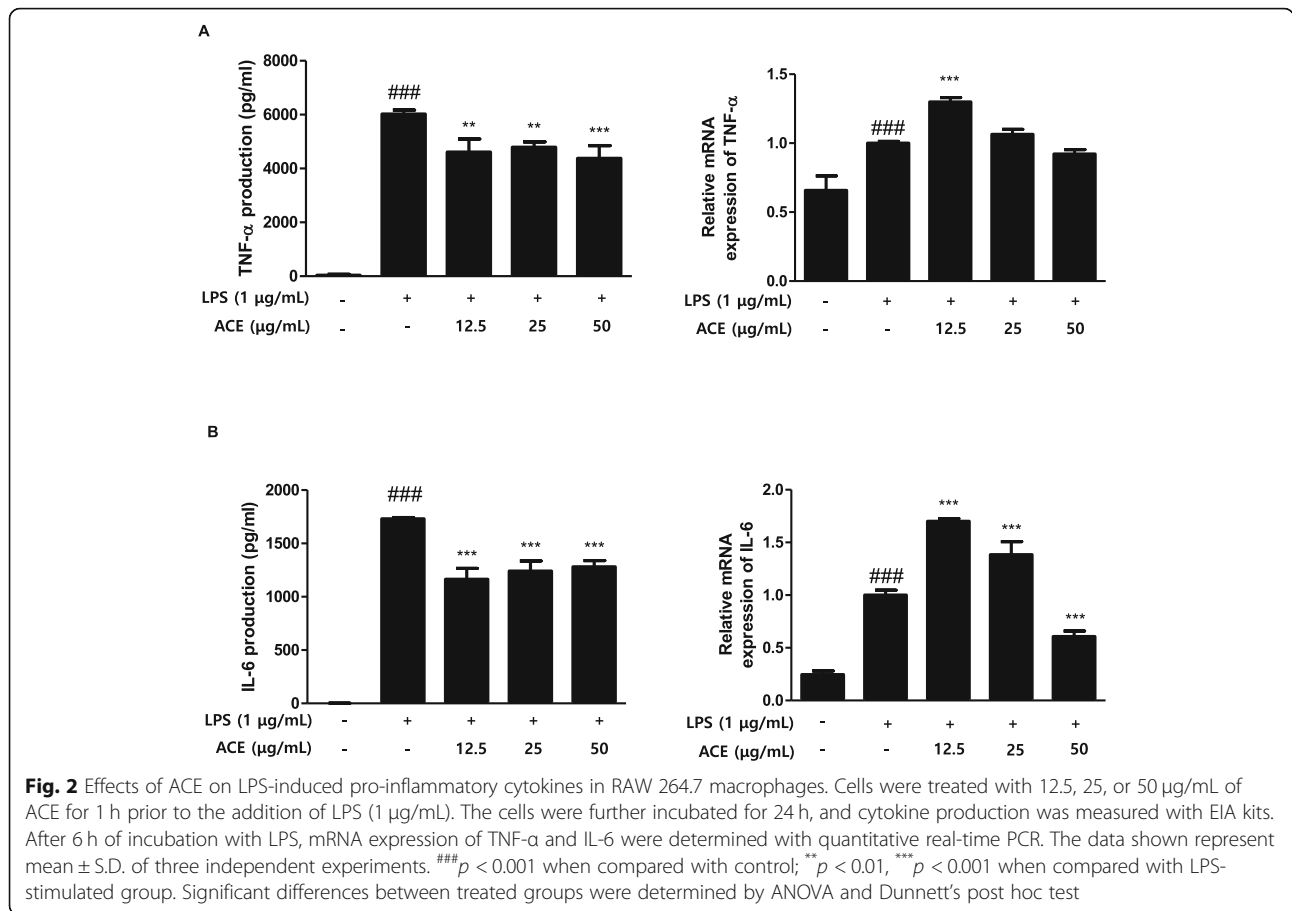 A
8000
6000
4000
2000
0
TNF-α production (pg/ml)
###
**
**
***
LPS (1 μg/mL) - + + + +
ACE (μg/mL) - - 12.5 25 50
1.5
1.0
0.5
0.0
Relative mRNA
expression of TNF-α
###
***
LPS (1 μg/mL) - + + + +
ACE (μg/mL) - - 12.5 25 50
B
2000
1500
1000
500
0
IL-6 production (pg/ml)
###
***
***
***
LPS (1 μg/mL) - + + + +
ACE (μg/mL) - - 12.5 25 50
2.0
1.5
1.0
0.5
0.0
Relative mRNA
expression of IL-6
###
***
***
***
LPS (1 μg/mL) - + + + +
ACE (μg/mL) - - 12.5 25 50
Fig. 2 Effects of ACE on LPS-induced pro-inflammatory cytokines in RAW 264.7 macrophages. Cells were treated with 12.5, 25, or 50 μg/mL of
ACE for 1 h prior to the addition of LPS (1 μg/mL). The cells were further incubated for 24 h, and cytokine production was measured with EIA kits.
After 6 h of incubation with LPS, mRNA expression of TNF-α and IL-6 were determined with quantitative real-time PCR. The data shown represent
mean ± S.D. of three independent experiments. ###p < 0.001 when compared with control; **p < 0.01, ***p < 0.001 when compared with LPS-
stimulated group. Significant differences between treated groups were determined by ANOVA and Dunnett's post hoc test